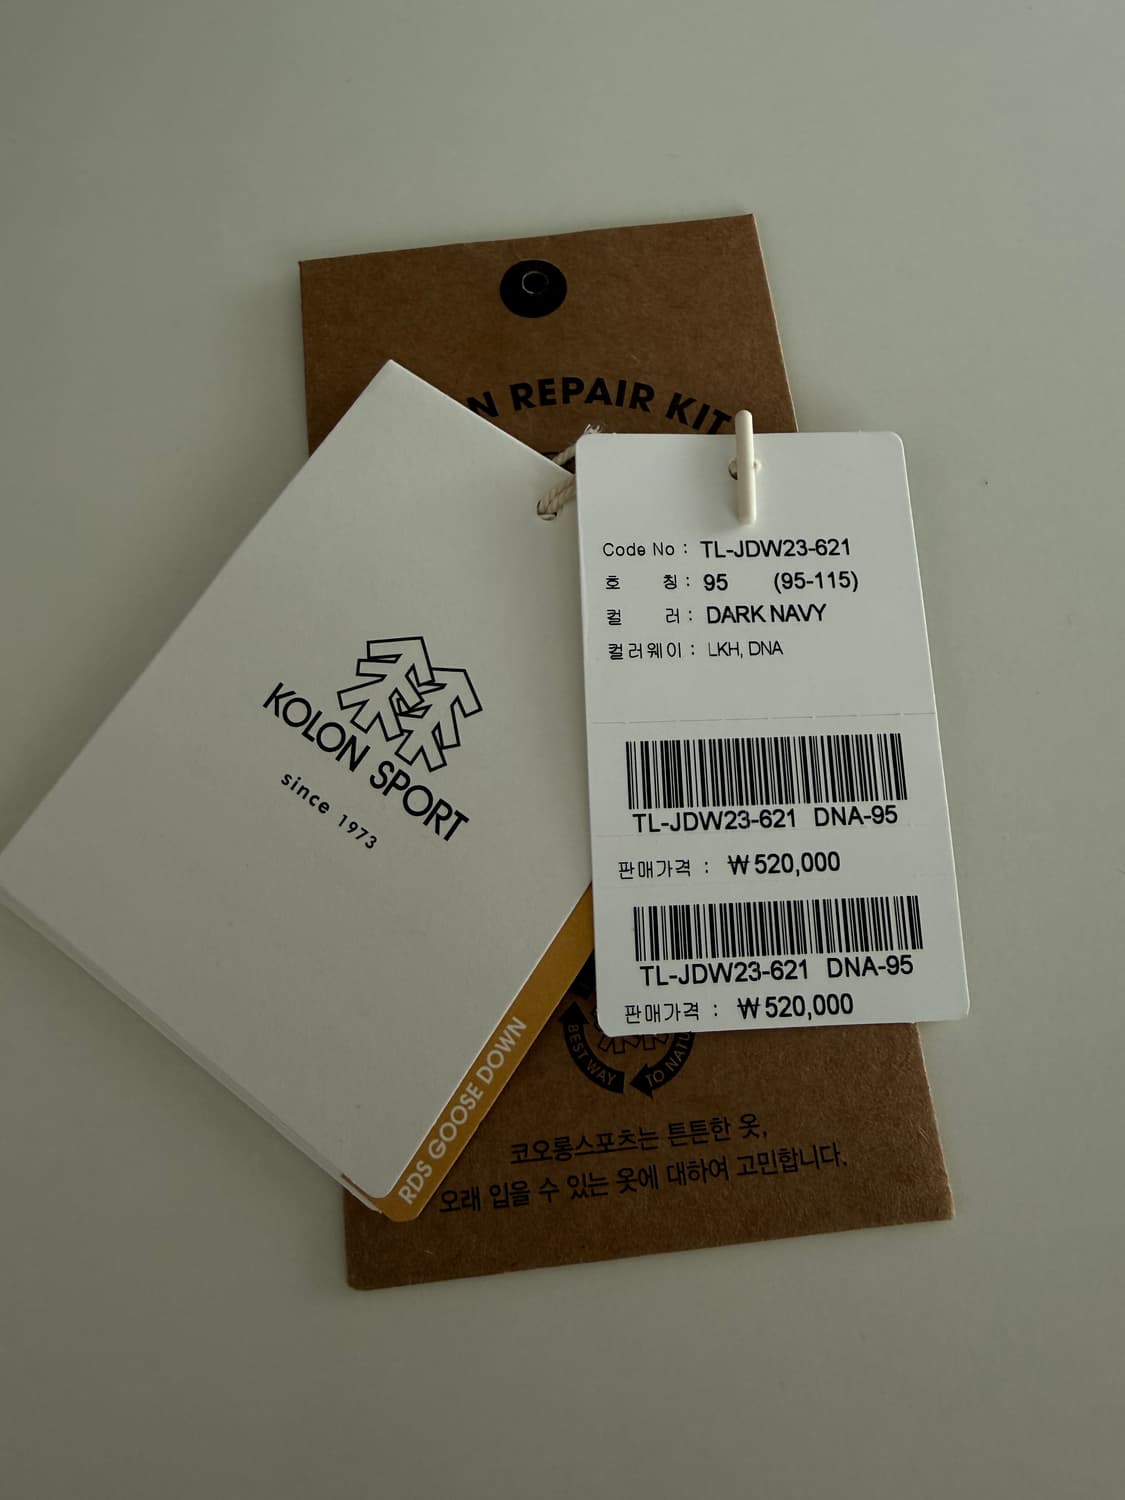 REPAIR KIT
KOLON SPORT
since 1973
RDS GOOSE DOWN
Code No : TL-JDW23-621
호 칭 : 95 (95-115)
컬 러 : DARK NAVY
컬러웨이 : LKH, DNA
TL-JDW23-621 DNA-95
판매가격 : ₩520,000
TL-JDW23-621 DNA-95
판매가격 : ₩520,000
BEST WAY TO
코오롱스포츠는 튼튼한 옷,
오래 입을 수 있는 옷에 대하여 고민합니다.